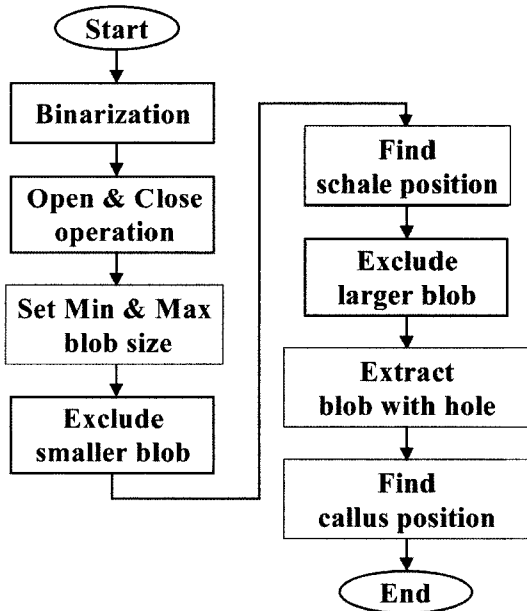 Start
Binarization
Open & Close
operation
Set Min & Max
blob size
Exclude
smaller blob
Find
schale position
Exclude
larger blob
Extract
blob with hole
Find
callus position
End